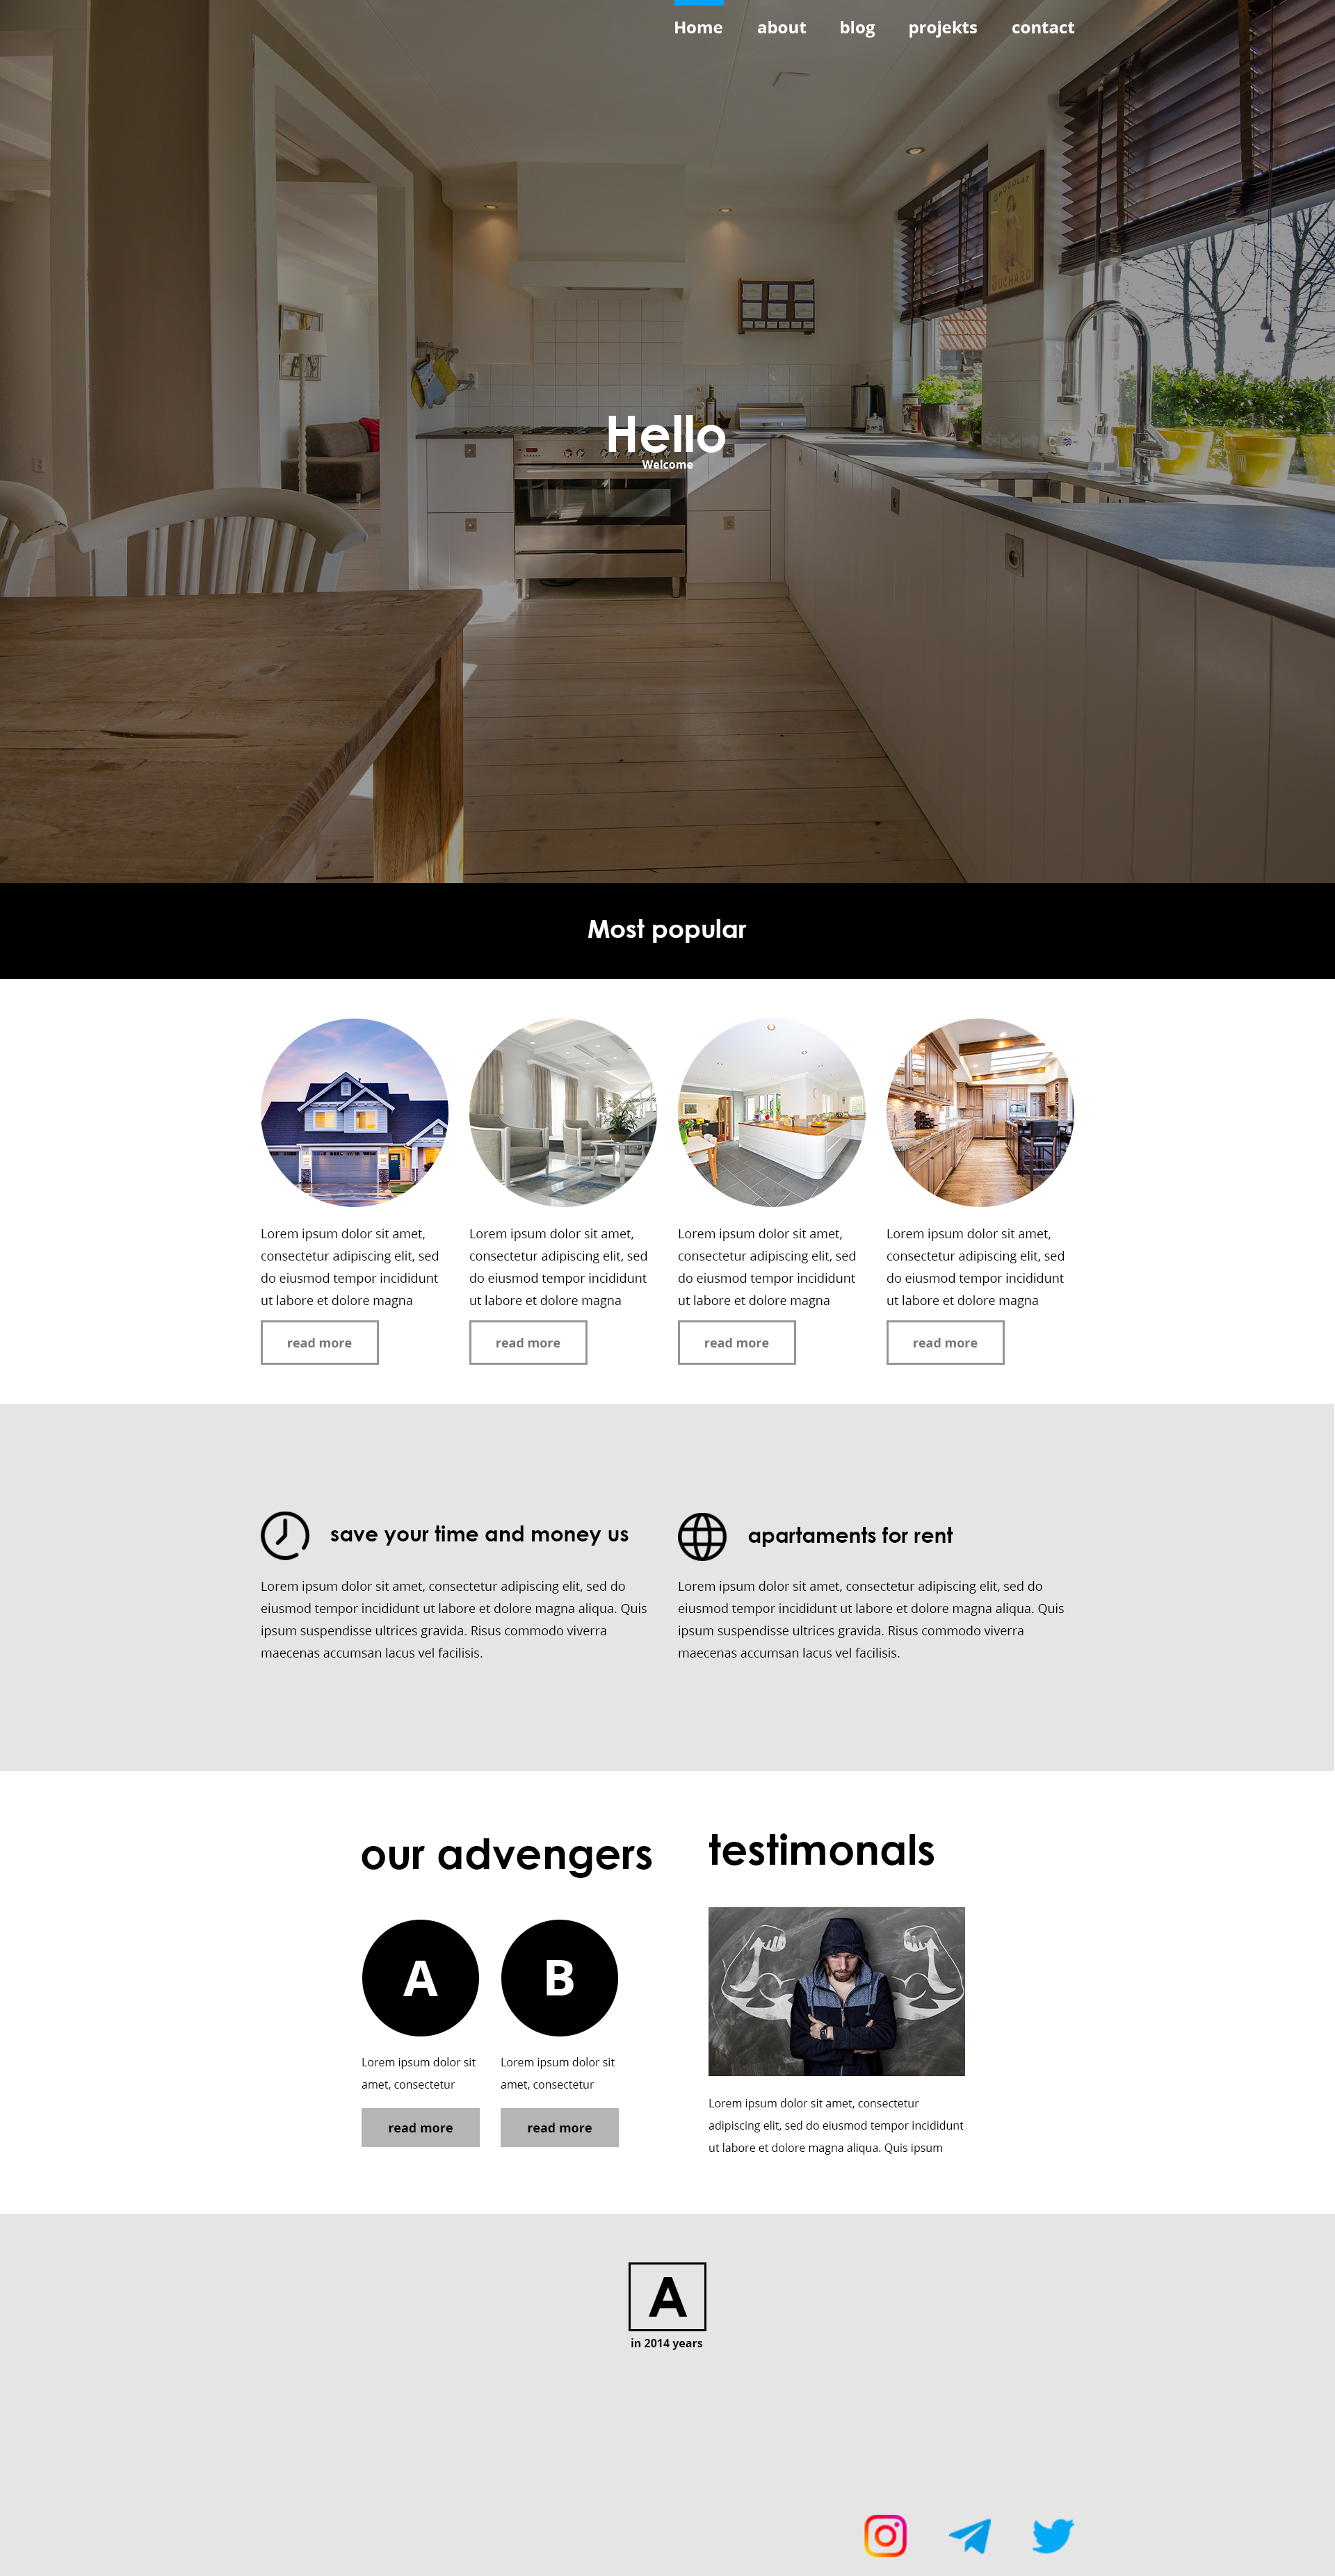 Home about blog projekts contact
CHOCOLAT
SUCHARD
Hello
Welcome
Most popular
Lorem ipsum dolor sit amet,
consectetur adipiscing elit, sed
do eiusmod tempor incididunt
ut labore et dolore magna
read more
Lorem ipsum dolor sit amet,
consectetur adipiscing elit, sed
do eiusmod tempor incididunt
ut labore et dolore magna
read more
Lorem ipsum dolor sit amet,
consectetur adipiscing elit, sed
do eiusmod tempor incididunt
ut labore et dolore magna
read more
Lorem ipsum dolor sit amet,
consectetur adipiscing elit, sed
do eiusmod tempor incididunt
ut labore et dolore magna
read more
save your time and money us
Lorem ipsum dolor sit amet, consectetur adipiscing elit, sed do
eiusmod tempor incididunt ut labore et dolore magna aliqua. Quis
ipsum suspendisse ultrices gravida. Risus commodo viverra
maecenas accumsan lacus vel facilisis.
apartaments for rent
Lorem ipsum dolor sit amet, consectetur adipiscing elit, sed do
eiusmod tempor incididunt ut labore et dolore magna aliqua. Quis
ipsum suspendisse ultrices gravida. Risus commodo viverra
maecenas accumsan lacus vel facilisis.
our advengers
A
Lorem ipsum dolor sit
amet, consectetur
read more
B
Lorem ipsum dolor sit
amet, consectetur
read more
testimonals
Lorem ipsum dolor sit amet, consectetur
adipiscing elit, sed do eiusmod tempor incididunt
ut labore et dolore magna aliqua. Quis ipsum
A
in 2014 years